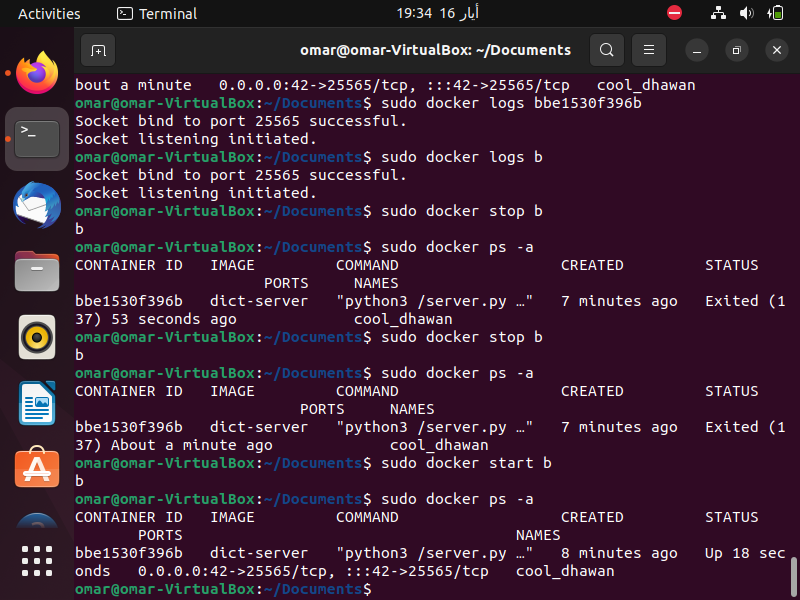 Activities Terminal 19:34 16 أيار
omar@omar-VirtualBox: ~/Documents
bout a minute   0.0.0.0:42->25565/tcp, :::42->25565/tcp   cool_dhawan
omar@omar-VirtualBox:~/Documents$ sudo docker logs bbe1530f396b
Socket bind to port 25565 successful.
Socket listening initiated.
omar@omar-VirtualBox:~/Documents$ sudo docker logs b
Socket bind to port 25565 successful.
Socket listening initiated.
omar@omar-VirtualBox:~/Documents$ sudo docker stop b
b
omar@omar-VirtualBox:~/Documents$ sudo docker ps -a
CONTAINER ID   IMAGE         COMMAND                  CREATED         STATUS
PORTS     NAMES
bbe1530f396b   dict-server   "python3 /server.py …"   7 minutes ago   Exited (1
37) 53 seconds ago             cool_dhawan
omar@omar-VirtualBox:~/Documents$ sudo docker stop b
b
omar@omar-VirtualBox:~/Documents$ sudo docker ps -a
CONTAINER ID   IMAGE         COMMAND                  CREATED         STATUS
PORTS     NAMES
bbe1530f396b   dict-server   "python3 /server.py …"   7 minutes ago   Exited (1
37) About a minute ago             cool_dhawan
omar@omar-VirtualBox:~/Documents$ sudo docker start b
b
omar@omar-VirtualBox:~/Documents$ sudo docker ps -a
CONTAINER ID   IMAGE         COMMAND                  CREATED         STATUS
PORTS                                     NAMES
bbe1530f396b   dict-server   "python3 /server.py …"   8 minutes ago   Up 18 sec
onds   0.0.0.0:42->25565/tcp, :::42->25565/tcp   cool_dhawan
omar@omar-VirtualBox:~/Documents$